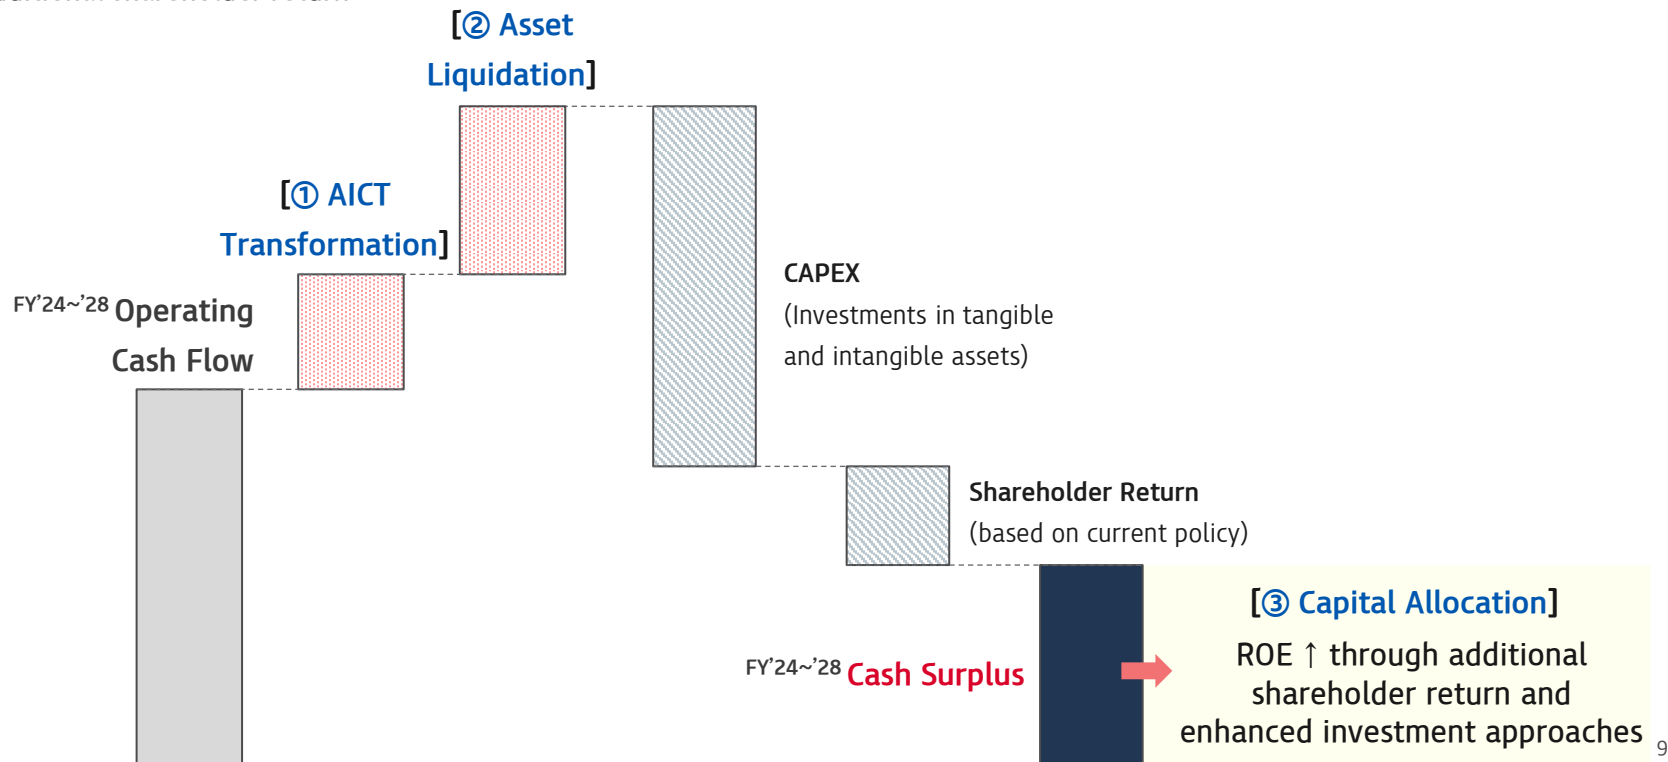 [② Asset
Liquidation]
[① AICT
Transformation]
FY’24~’28 Operating
Cash Flow
CAPEX
(Investments in tangible
and intangible assets)
Shareholder Return
(based on current policy)
FY’24~’28 Cash Surplus
[③ Capital Allocation]
ROE ↑ through additional
shareholder return and
enhanced investment approaches
9